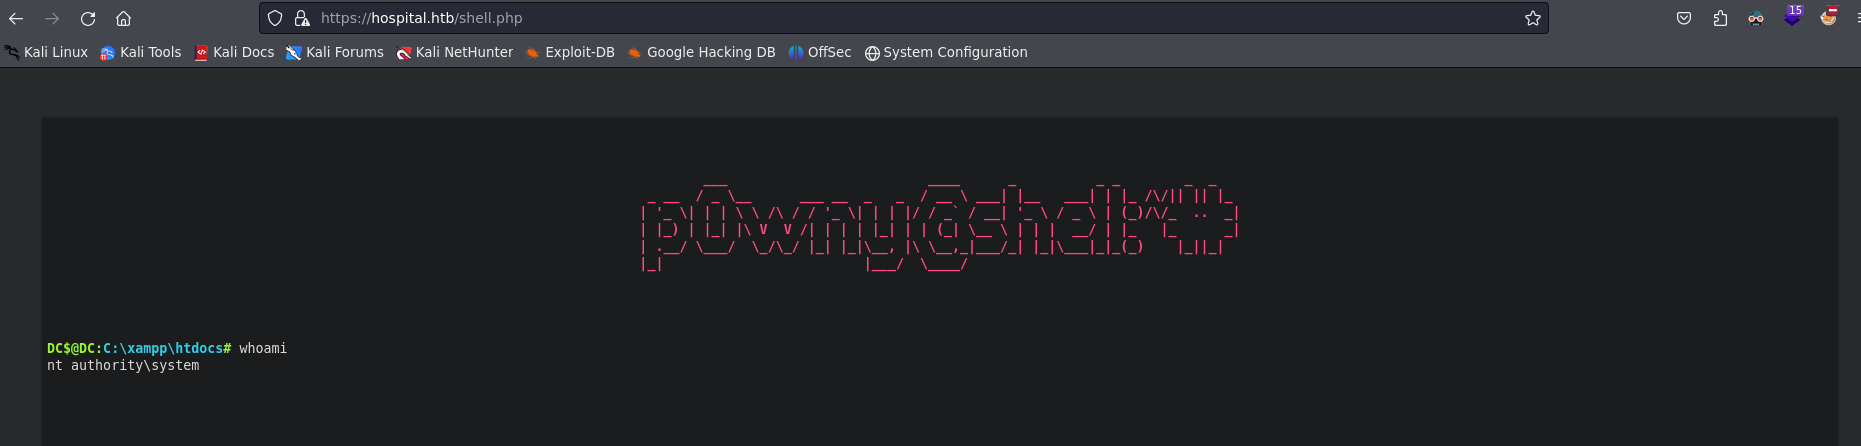 https://hospital.htb/shell.php
15
Kali Linux Kali Tools Kali Docs Kali Forums Kali NetHunter Exploit-DB Google Hacking DB OffSec System Configuration
p0wny@shell:~#
DC$@DC:C:\xampp\htdocs# whoami
nt authority\system